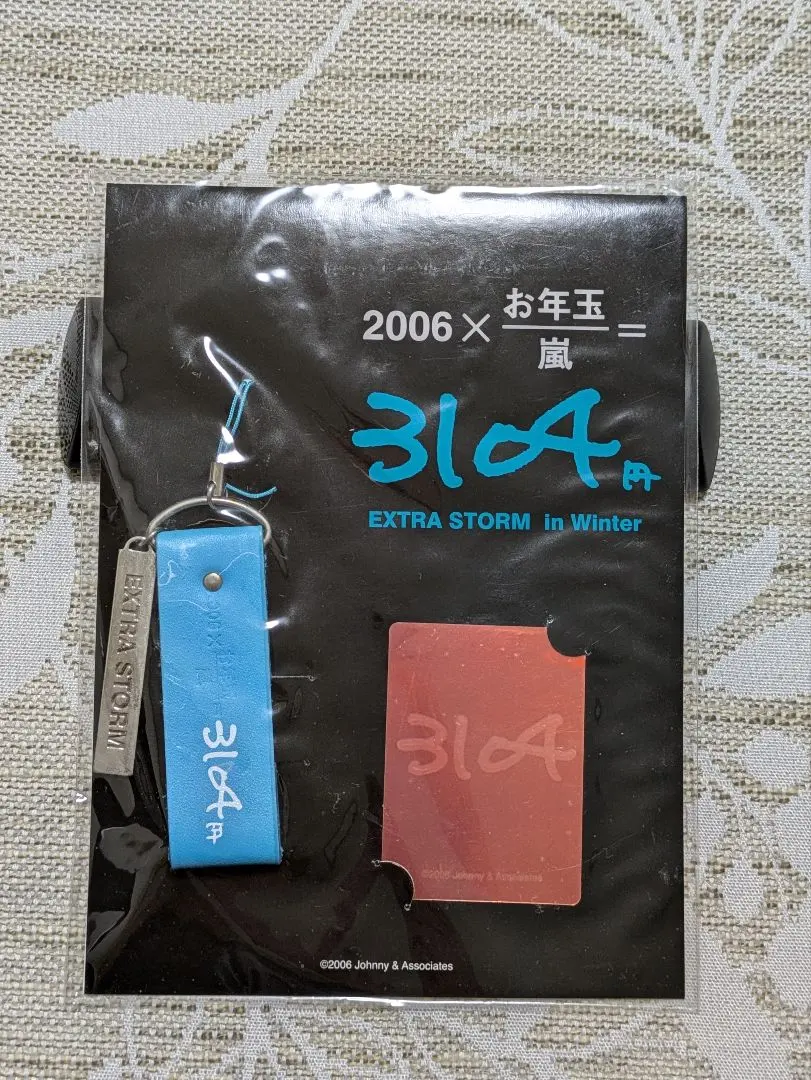 2006×お年玉/嵐=
3104円
EXTRA STORM in Winter
EXTRA STORM
3104円
3104
©2006 Johnny & Associates
©2006 Johnny & Associates